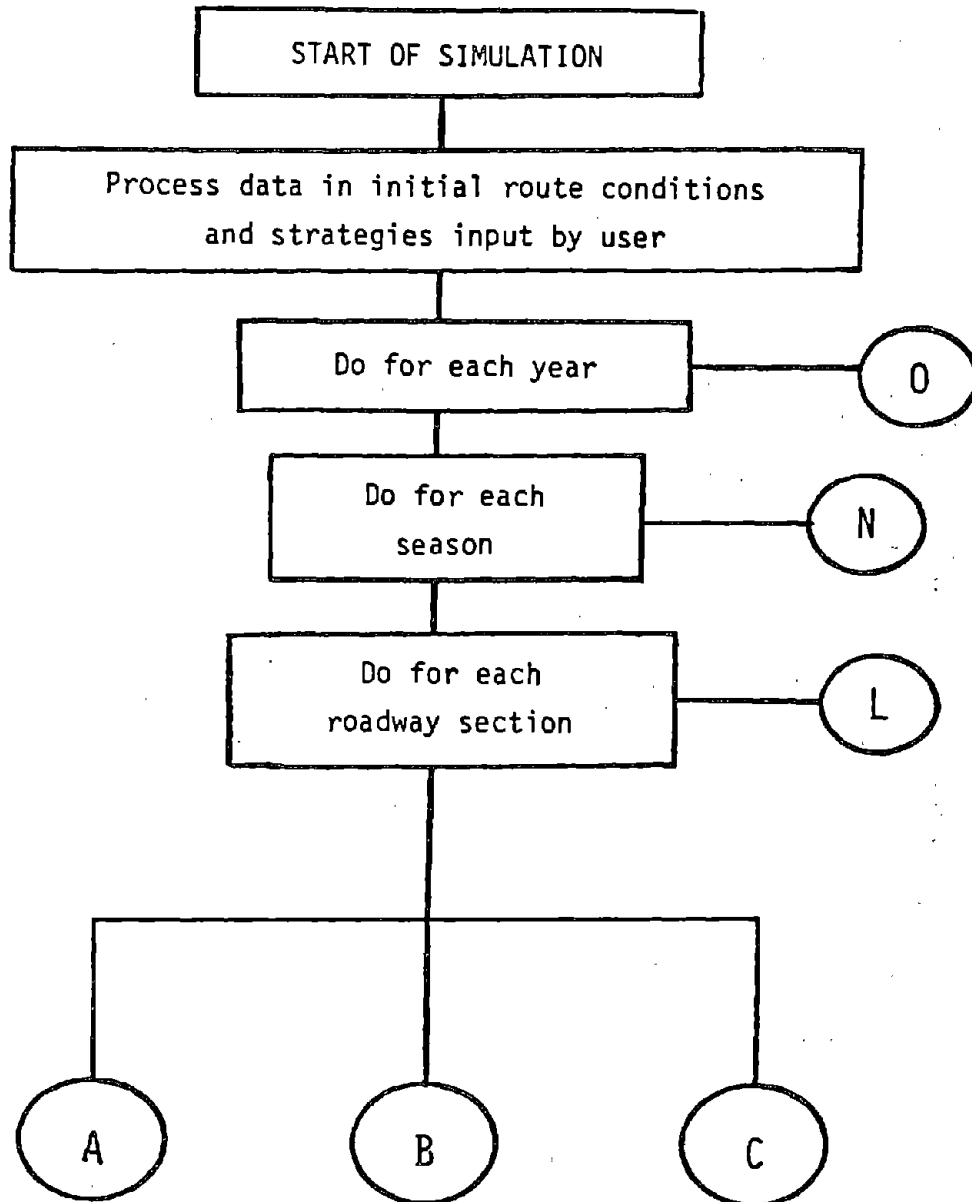 START OF SIMULATION
Process data in initial route conditions
and strategies input by user
Do for each year
O
Do for each
season
N
Do for each
roadway section
L
A
B
C